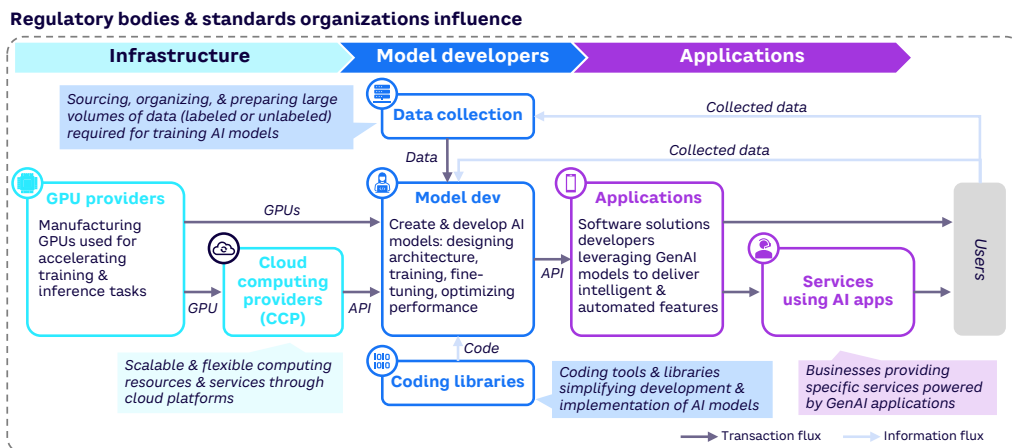 Regulatory bodies & standards organizations influence
Infrastructure
Model developers
Applications
Sourcing, organizing, & preparing large
volumes of data (labeled or unlabeled)
required for training AI models
Data collection
Collected data
Data
Collected data
GPU providers
Manufacturing
GPUs used for
accelerating
training &
inference tasks
GPUs
GPU
Cloud
computing
providers
(CCP)
API
Model dev
Create & develop AI
models: designing
architecture,
training, fine-
tuning, optimizing
performance
API
Applications
Software solutions
developers
leveraging GenAI
models to deliver
intelligent &
automated features
Services
using AI apps
Users
Scalable & flexible computing
resources & services through
cloud platforms
Code
Coding libraries
Coding tools & libraries
simplifying development &
implementation of AI models
Businesses providing
specific services powered
by GenAI applications
Transaction flux
Information flux